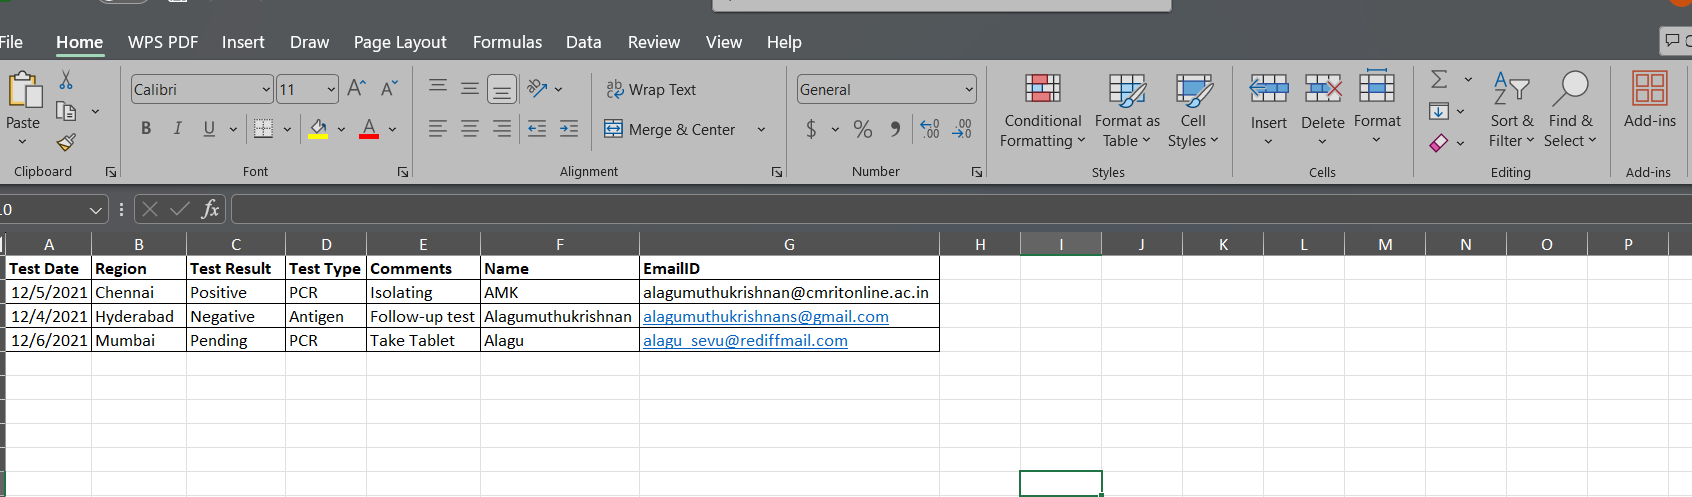 File Home WPS PDF Insert Draw Page Layout Formulas Data Review View Help
Calibri 11 Wrap Text General
Paste B I U Merge & Center $ % Conditional Formatting Format as Table Cell Styles Insert Delete Format Sort & Filter Find & Select Add-ins
Clipboard Font Alignment Number Styles Cells Editing Add-ins
fx
A B C D E F G H I J K L M N O P
Test Date Region Test Result Test Type Comments Name EmailID
12/5/2021 Chennai Positive PCR Isolating AMK alagumuthukrishnan@cmritonline.ac.in
12/4/2021 Hyderabad Negative Antigen Follow-up test Alagumuthukrishnan alagumuthukrishnans@gmail.com
12/6/2021 Mumbai Pending PCR Take Tablet Alagu alagu_sevu@rediffmail.com